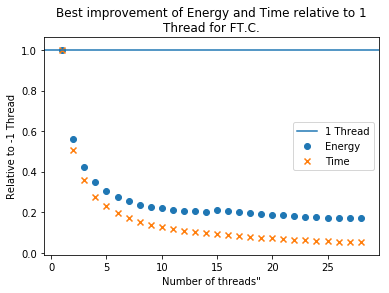 Best improvement of Energy and Time relative to 1
Thread for FT.C.
1.0
0.8
0.6
0.4
0.2
0.0
Relative to -1 Thread
1 Thread
Energy
Time
0
5
10
15
20
25
Number of threads"